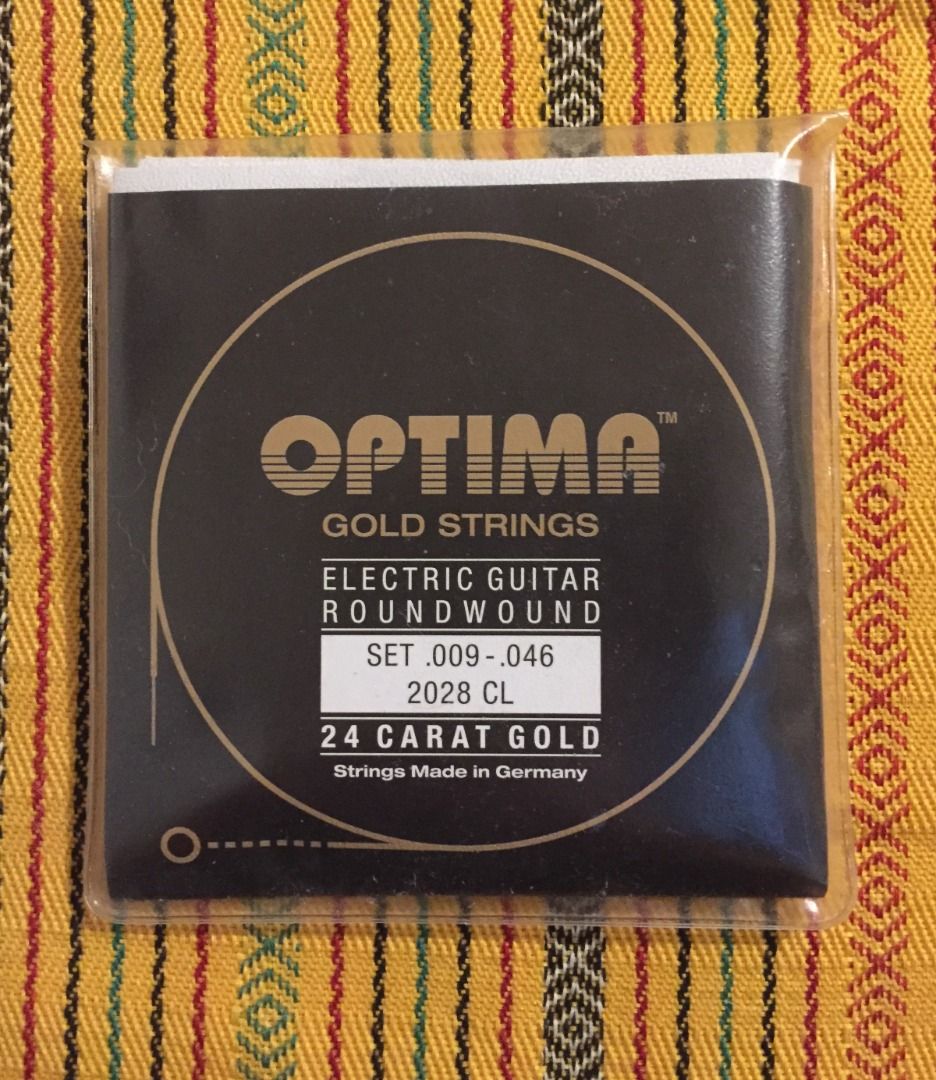 OPTIMA™
GOLD STRINGS
ELECTRIC GUITAR
ROUNDWOUND
SET .009-.046
2028 CL
24 CARAT GOLD
Strings Made in Germany